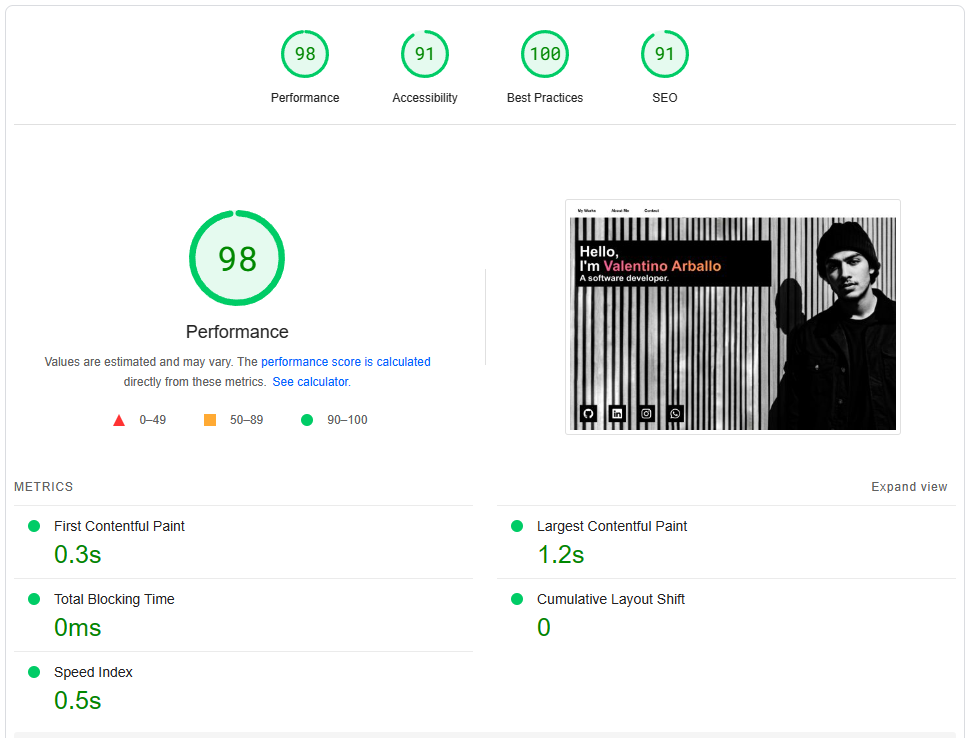 98
91
100
91
Performance
Accessibility
Best Practices
SEO
98
Performance
Values are estimated and may vary. The performance score is calculated
directly from these metrics. See calculator.
0–49
50–89
90–100
My Works
About Me
Contact
Hello,
I'm Valentino Arballo
A software developer.
METRICS
Expand view
First Contentful Paint
0.3s
Largest Contentful Paint
1.2s
Total Blocking Time
0ms
Cumulative Layout Shift
0
Speed Index
0.5s